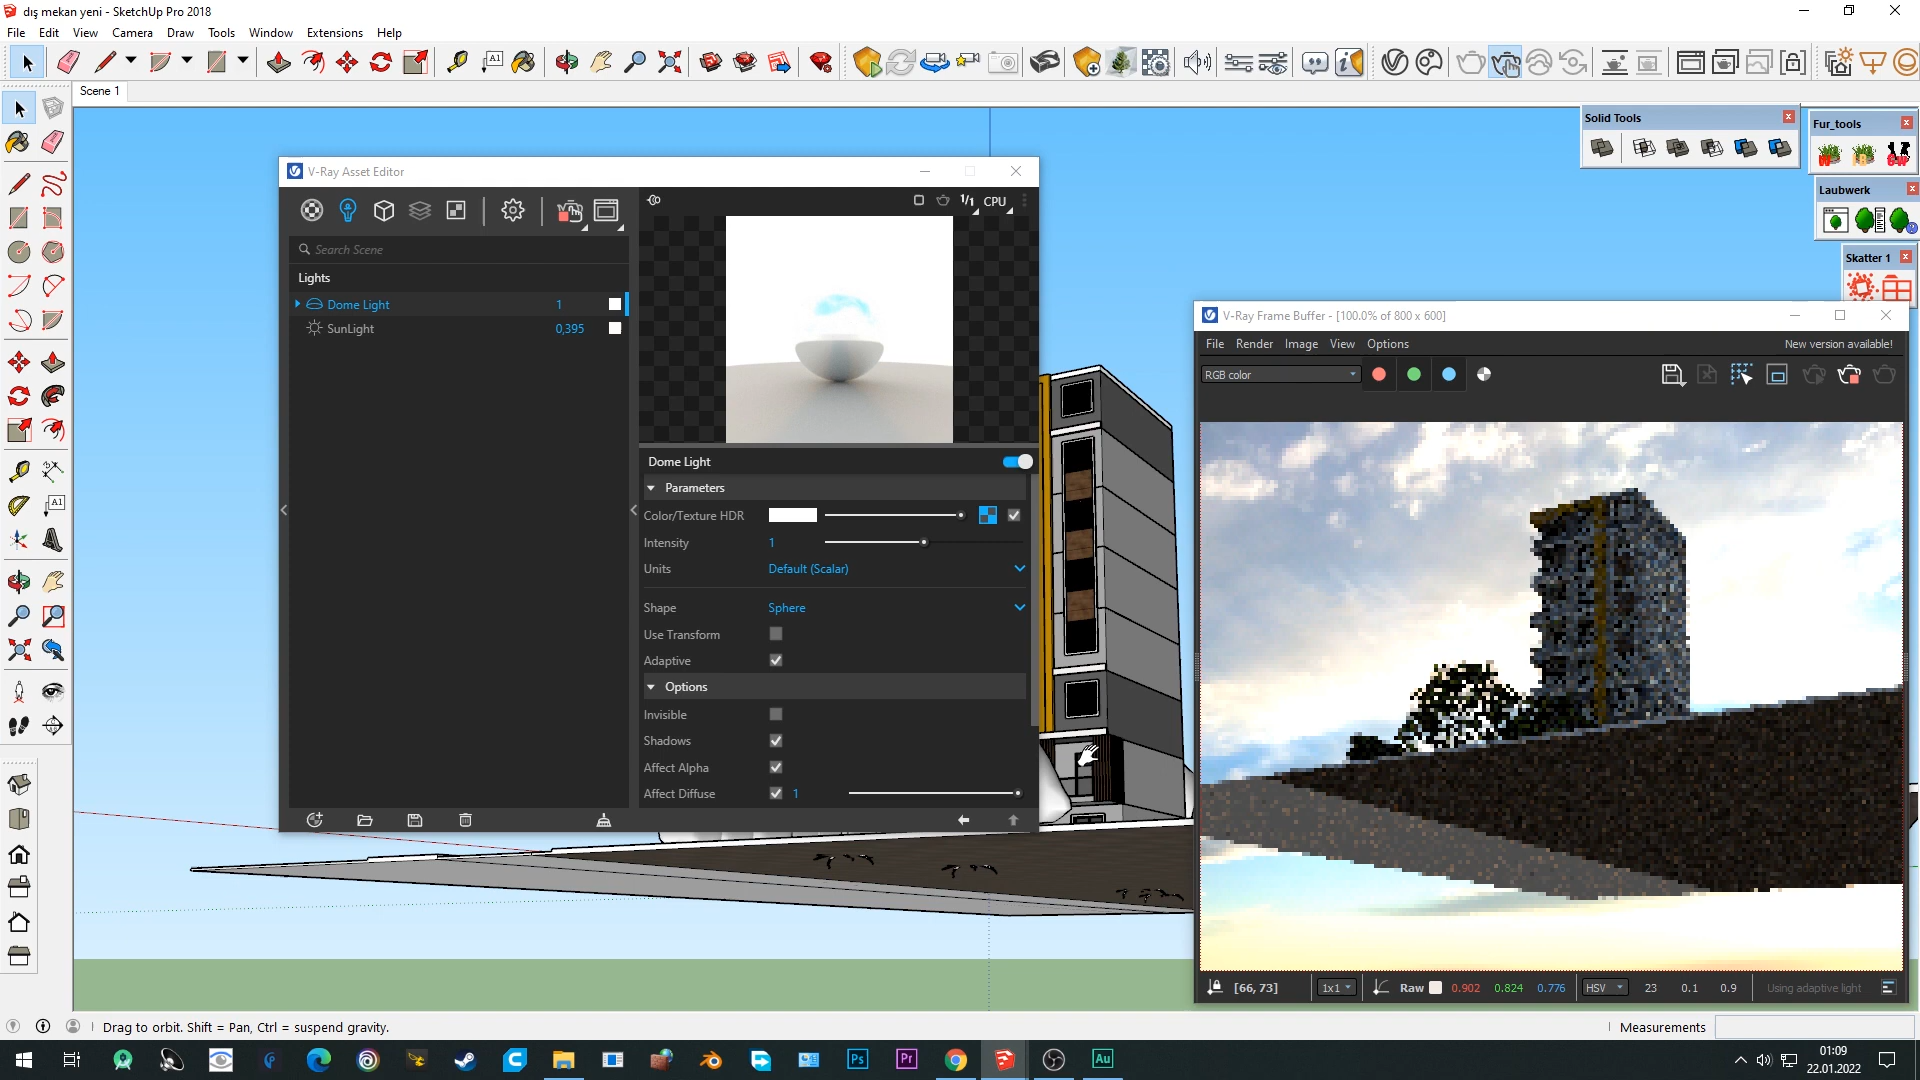 dış mekan yeni - SketchUp Pro 2018
File Edit View Camera Draw Tools Window Extensions Help
Scene 1
Solid Tools
Fur_tools
Laubwerk
Skatter 1
V-Ray Asset Editor
1/1 CPU
Search Scene
Lights
Dome Light 1
SunLight 0,395
Dome Light
Parameters
Color/Texture HDR
Intensity 1
Units Default (Scalar)
Shape Sphere
Use Transform
Adaptive
Options
Invisible
Shadows
Affect Alpha
Affect Diffuse 1
V-Ray Frame Buffer - [100.0% of 800 x 600]
File Render Image View Options New version available!
RGB color
[66, 73] 1x1 Raw 0.902 0.824 0.776 HSV 23 0.1 0.9 Using adaptive light
Drag to orbit. Shift = Pan, Ctrl = suspend gravity. Measurements
Ps Pr Au
01:09
22.01.2022